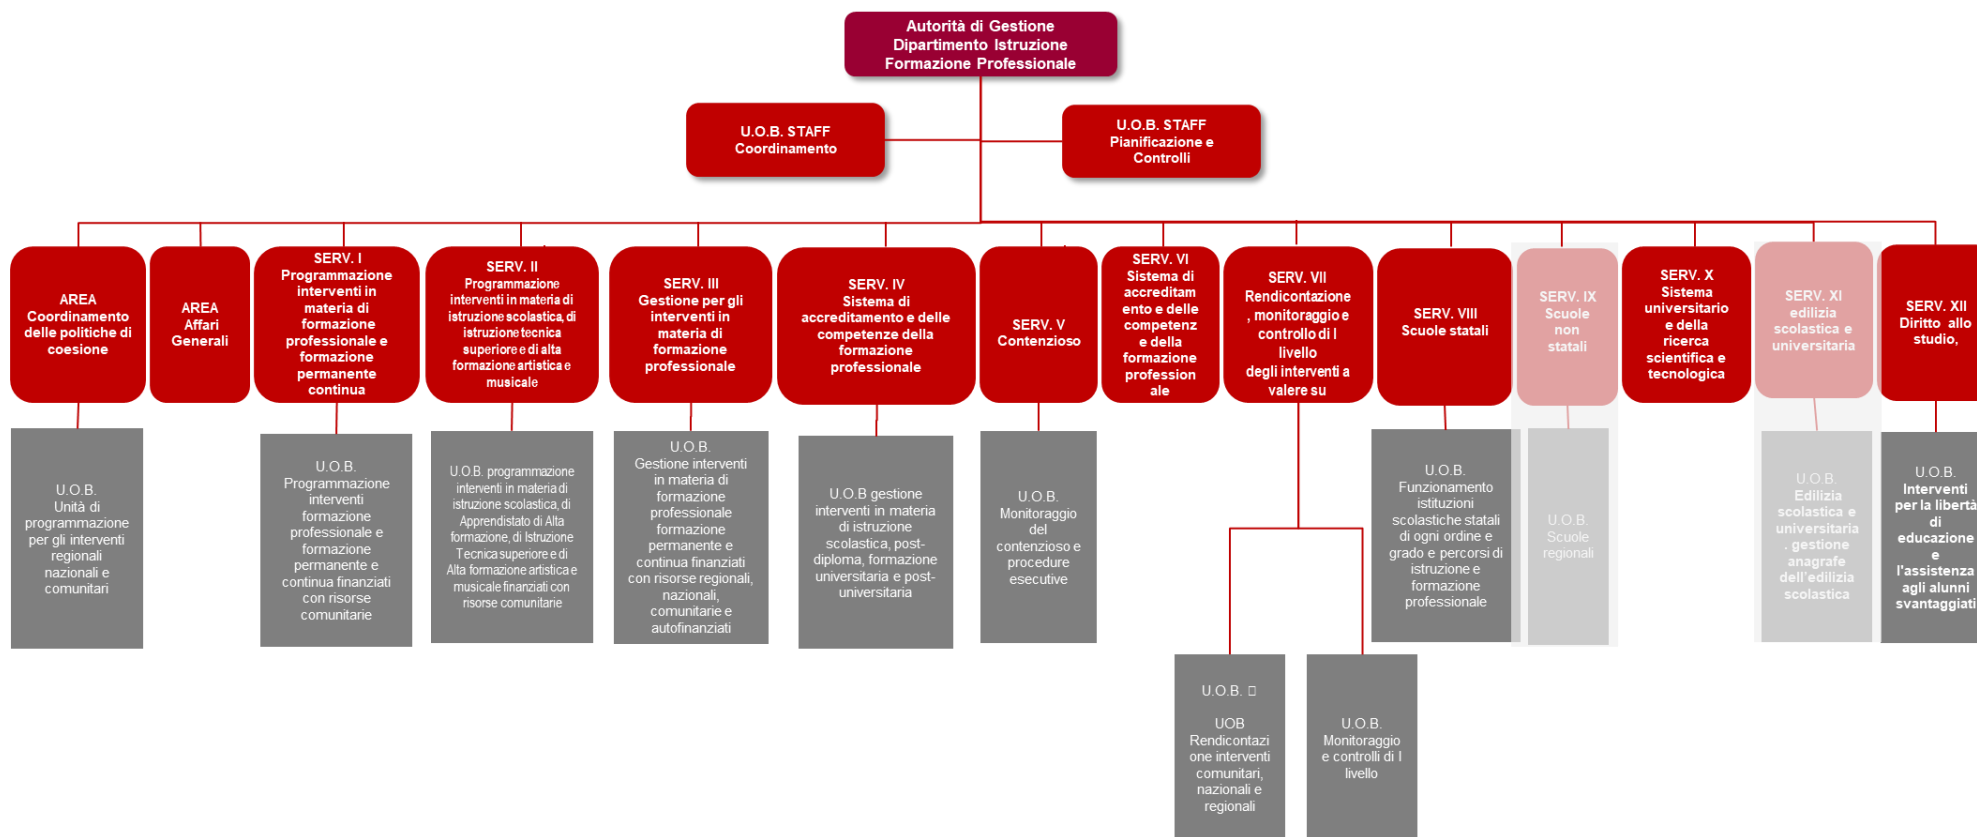 Autorità di Gestione
Dipartimento Istruzione
Formazione Professionale
U.O.B. STAFF
Coordinamento
U.O.B. STAFF
Pianificazione e
Controlli
AREA
Coordinamento
delle politiche di
coesione
AREA
Affari
Generali
SERV. I
Programmazione
interventi in
materia di
formazione
professionale e
formazione
permanente
continua
SERV. II
Programmazione
interventi in materia di
istruzione scolastica, di
istruzione tecnica
superiore e di alta
formazione artistica e
musicale
SERV. III
Gestione per gli
interventi in
materia di
formazione
professionale
SERV. IV
Sistema di
accreditamento e delle
competenze della
formazione
professionale
SERV. V
Contenzioso
SERV. VI
Sistema di
accreditam
ento e delle
competenz
e della
formazione
profession
ale
SERV. VII
Rendicontazione
, monitoraggio e
controllo di I
livello
degli interventi a
valere su
SERV. VIII
Scuole statali
SERV. IX
Scuole
non
statali
SERV. X
Sistema
universitario
e della
ricerca
scientifica e
tecnologica
SERV. XI
edilizia
scolastica e
universitaria
SERV. XII
Diritto allo
studio,
U.O.B.
Unità di
programmazione
per gli interventi
regionali
nazionali e
comunitari
U.O.B.
Programmazione
interventi
formazione
professionale e
formazione
permanente e
continua finanziati
con risorse
comunitarie
U.O.B. programmazione
interventi in materia di
istruzione scolastica, di
Apprendistato di Alta
formazione, di Istruzione
Tecnica superiore e di
Alta formazione artistica e
musicale finanziati con
risorse comunitarie
U.O.B.
Gestione interventi
in materia di
formazione
professionale
formazione
permanente e
continua finanziati
con risorse regionali,
nazionali,
comunitarie e
autofinanziati
U.O.B gestione
interventi in materia
di istruzione
scolastica, post-
diploma, formazione
universitaria e post-
universitaria
U.O.B.
Monitoraggio
del
contenzioso e
procedure
esecutive
U.O.B.
Funzionamento
istituzioni
scolastiche statali
di ogni ordine e
grado e percorsi di
istruzione e
formazione
professionale
U.O.B.
Scuole
regionali
U.O.B.
Edilizia
scolastica e
universitaria
, gestione
anagrafe
dell'edilizia
scolastica
U.O.B.
Interventi
per la libertà
di
educazione
e
l'assistenza
agli alunni
svantaggiati
U.O.B. 
UOB
Rendicontazi
one interventi
comunitari,
nazionali e
regionali
U.O.B.
Monitoraggio
e controlli di I
livello